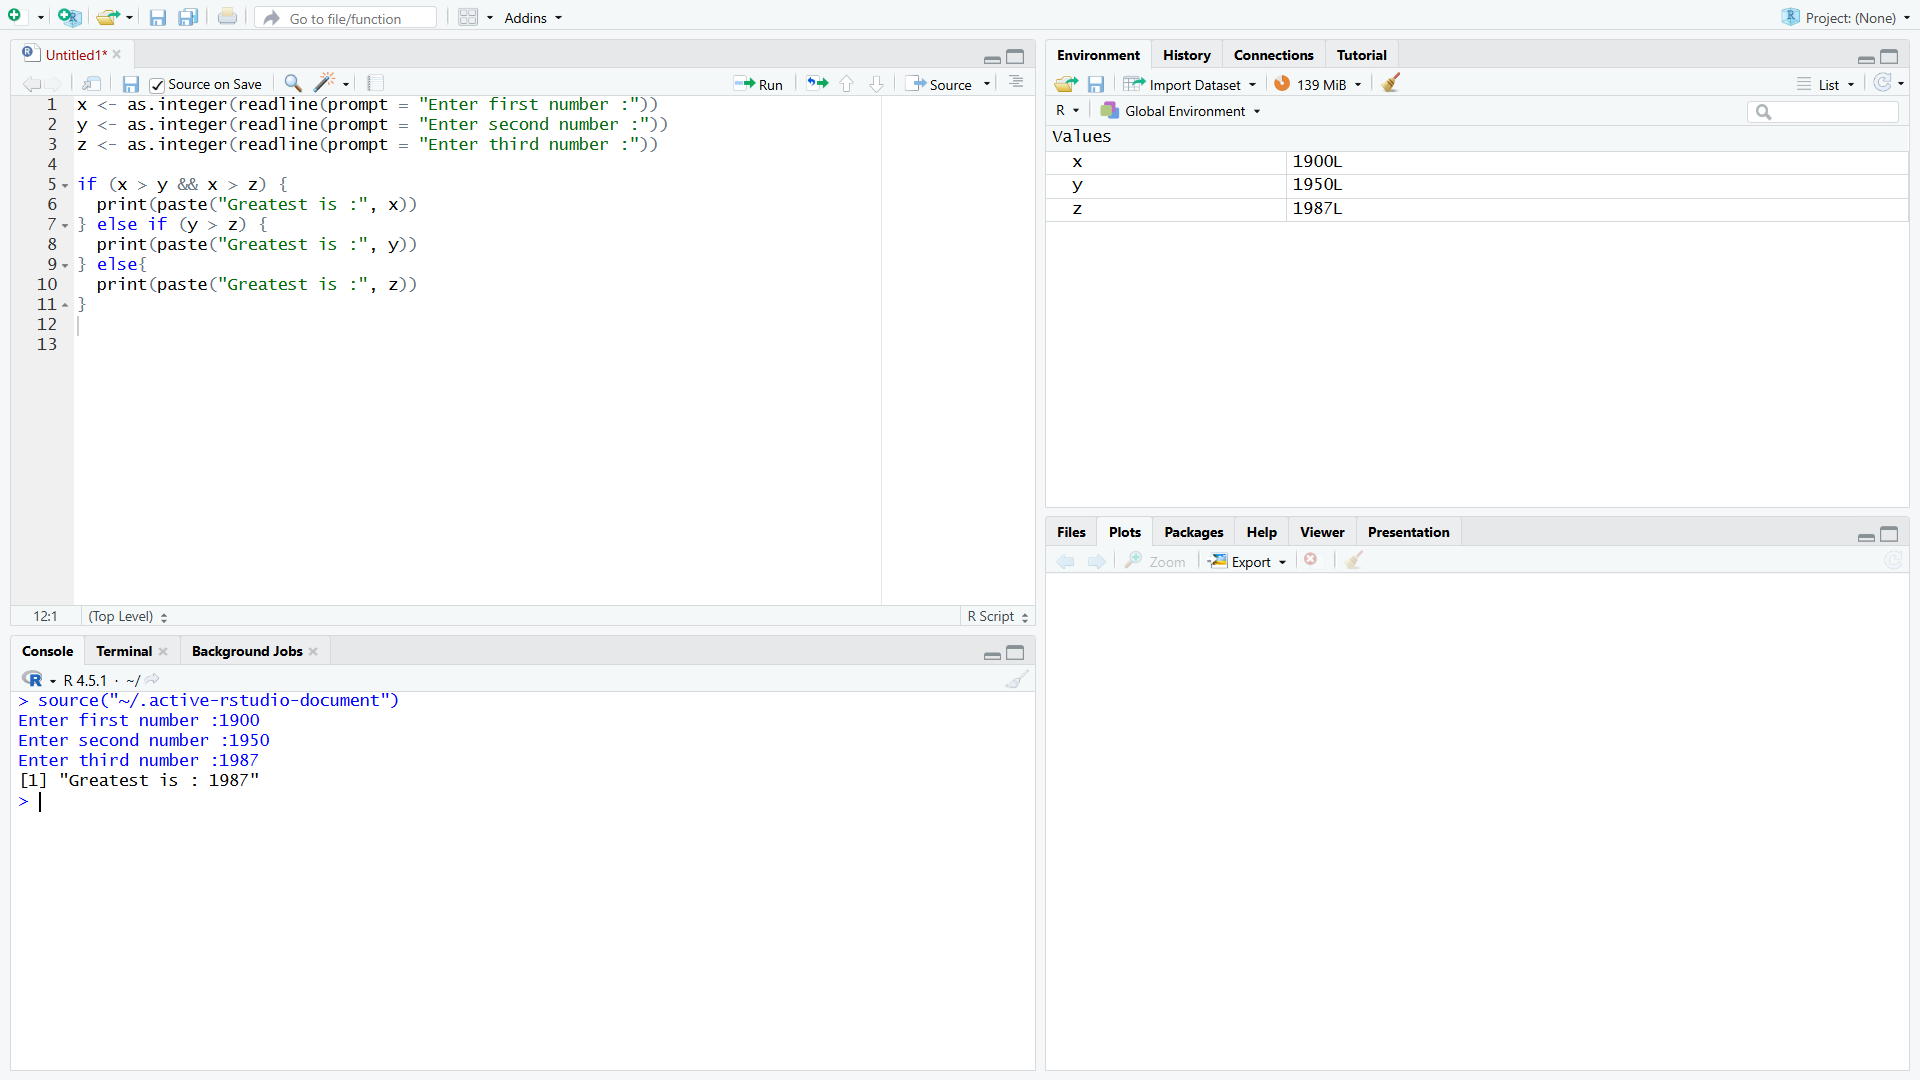 Go to file/function
Addins
Project: (None)
Untitled1*
Source on Save
Run
Source
1 x <- as.integer(readline(prompt = "Enter first number :"))
2 y <- as.integer(readline(prompt = "Enter second number :"))
3 z <- as.integer(readline(prompt = "Enter third number :"))
4
5 if (x > y && x > z) {
6   print(paste("Greatest is :", x))
7 } else if (y > z) {
8   print(paste("Greatest is :", y))
9 } else{
10   print(paste("Greatest is :", z))
11 }
12
13
12:1 (Top Level) R Script
Console Terminal Background Jobs
R R 4.5.1 · ~/
> source("~/.active-rstudio-document")
Enter first number :1900
Enter second number :1950
Enter third number :1987
[1] "Greatest is : 1987"
>
Environment History Connections Tutorial
Import Dataset 139 MiB List
R Global Environment
Values
x 1900L
y 1950L
z 1987L
Files Plots Packages Help Viewer Presentation
Zoom Export